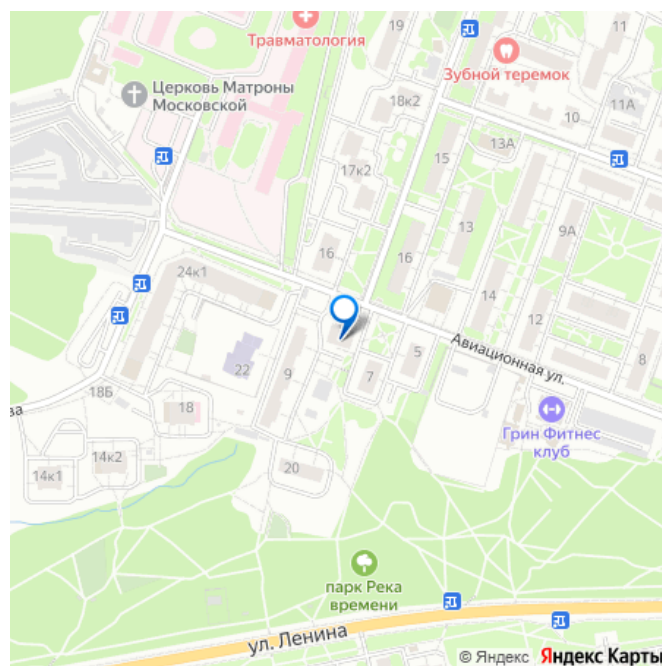 Травматология
19
11
Зубной теремок
Церковь Матроны
Московской
18к2
11А
10
13А
15
17к2
13
9А
16
16
24к1
14
12
Авиационная ул.
5
8
22
9
7
18Б
18
ва
Грин Фитнес
клуб
14к2
14к1
20
парк Река
времени
ул. Ленина
© Яндекс Яндекс Карты